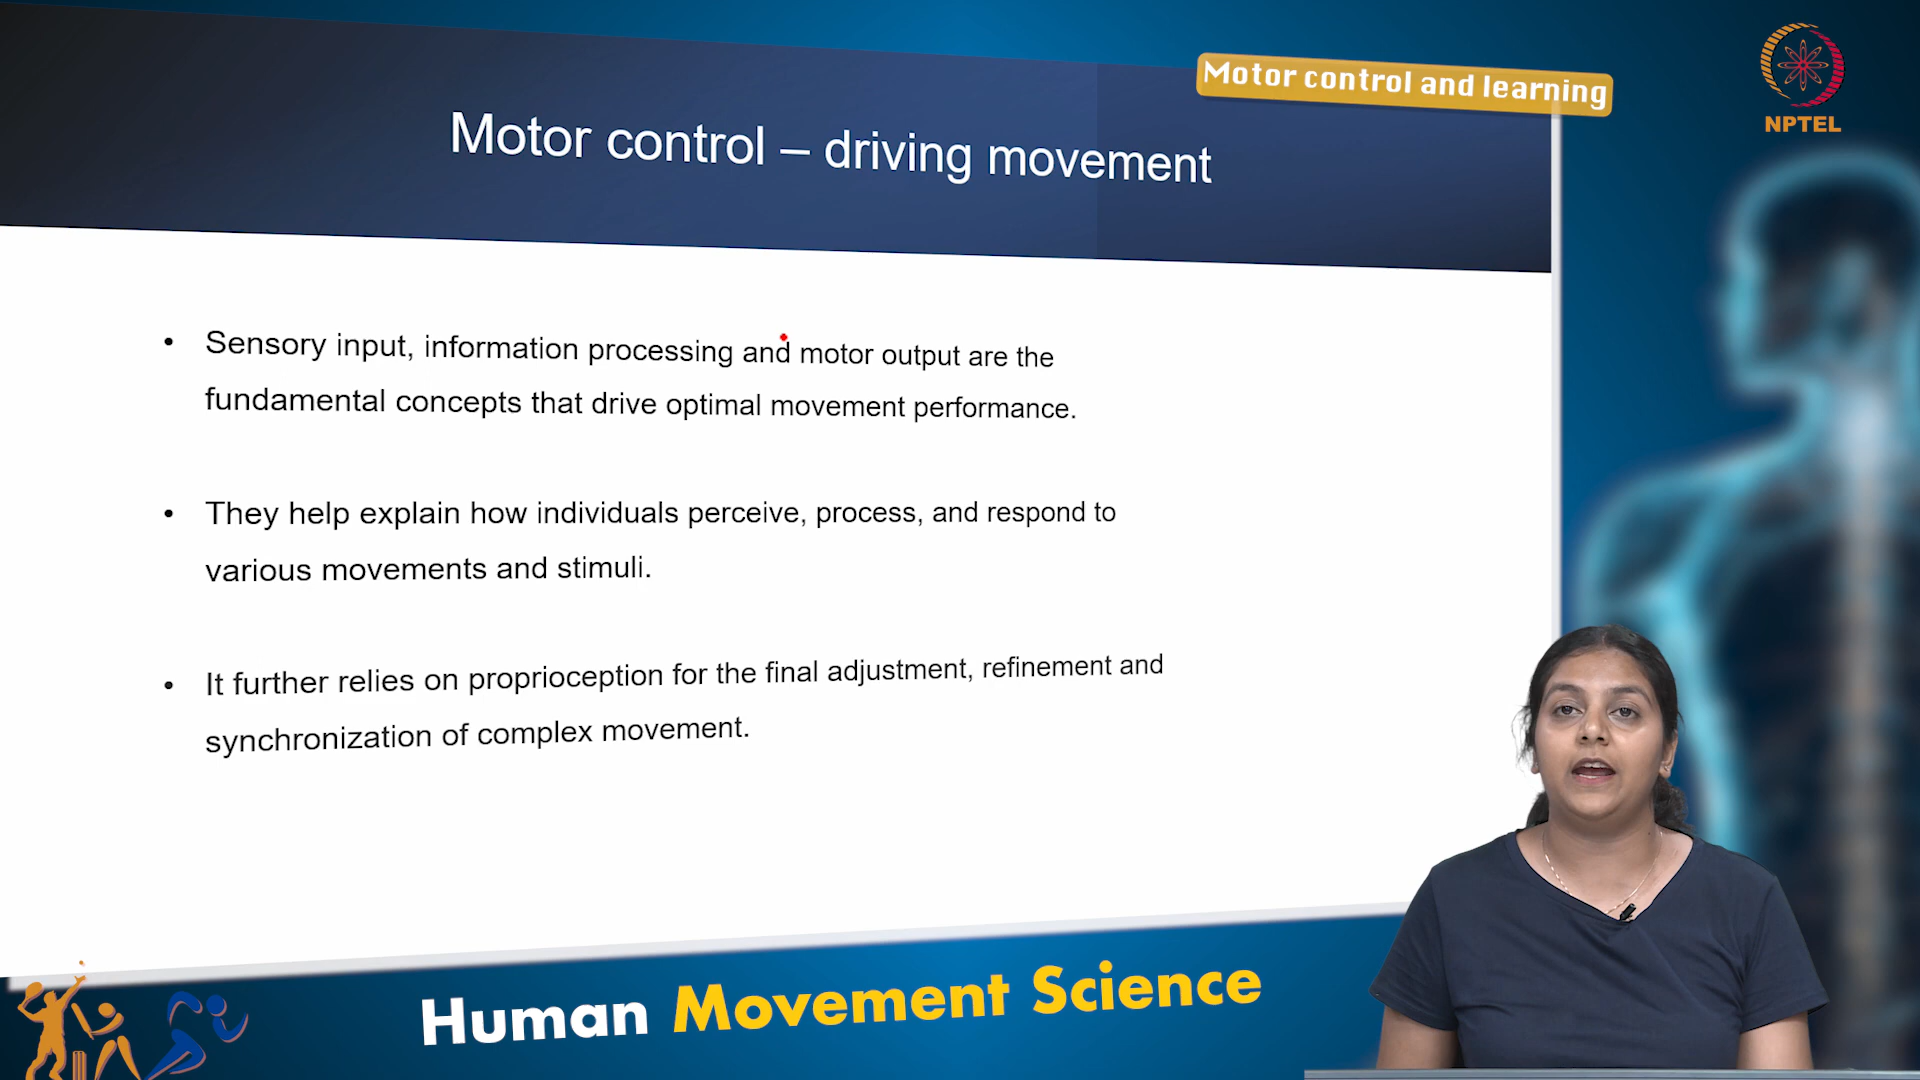 Motor control and learning
NPTEL
Motor control – driving movement
• Sensory input, information processing and motor output are the
fundamental concepts that drive optimal movement performance.
• They help explain how individuals perceive, process, and respond to
various movements and stimuli.
• It further relies on proprioception for the final adjustment, refinement and
synchronization of complex movement.
Human Movement Science